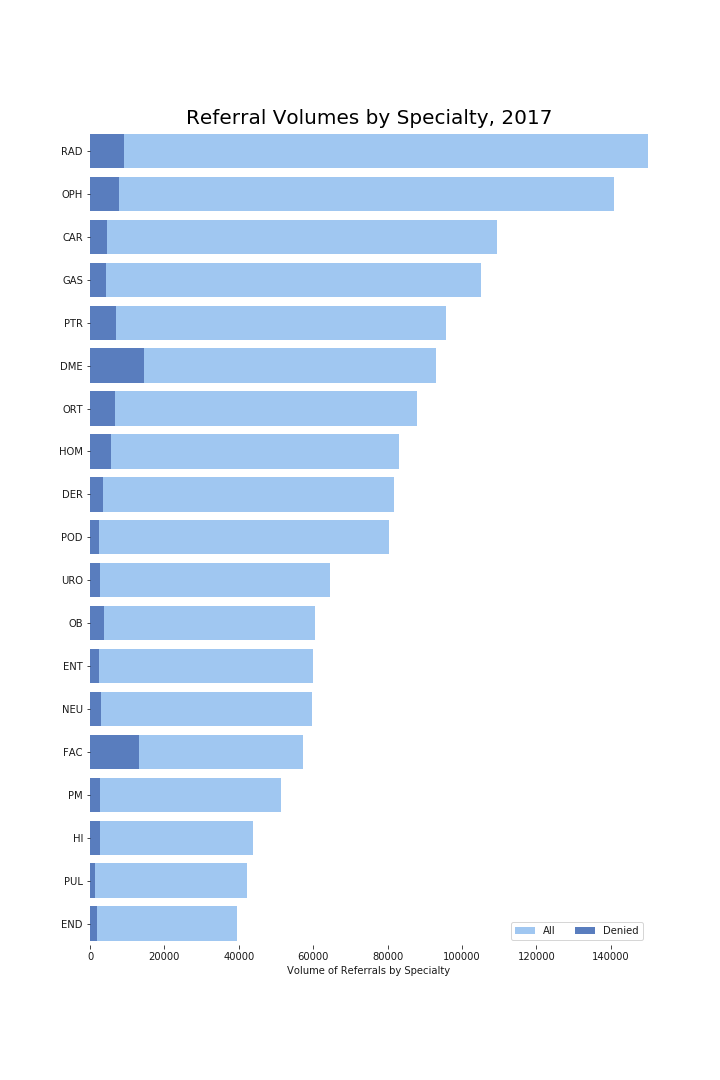 Referral Volumes by Specialty, 2017
RAD
OPH
CAR
GAS
PTR
DME
ORT
HOM
DER
POD
URO
OB
ENT
NEU
FAC
PM
HI
PUL
END
All Denied
0 20000 40000 60000 80000 100000 120000 140000
Volume of Referrals by Specialty